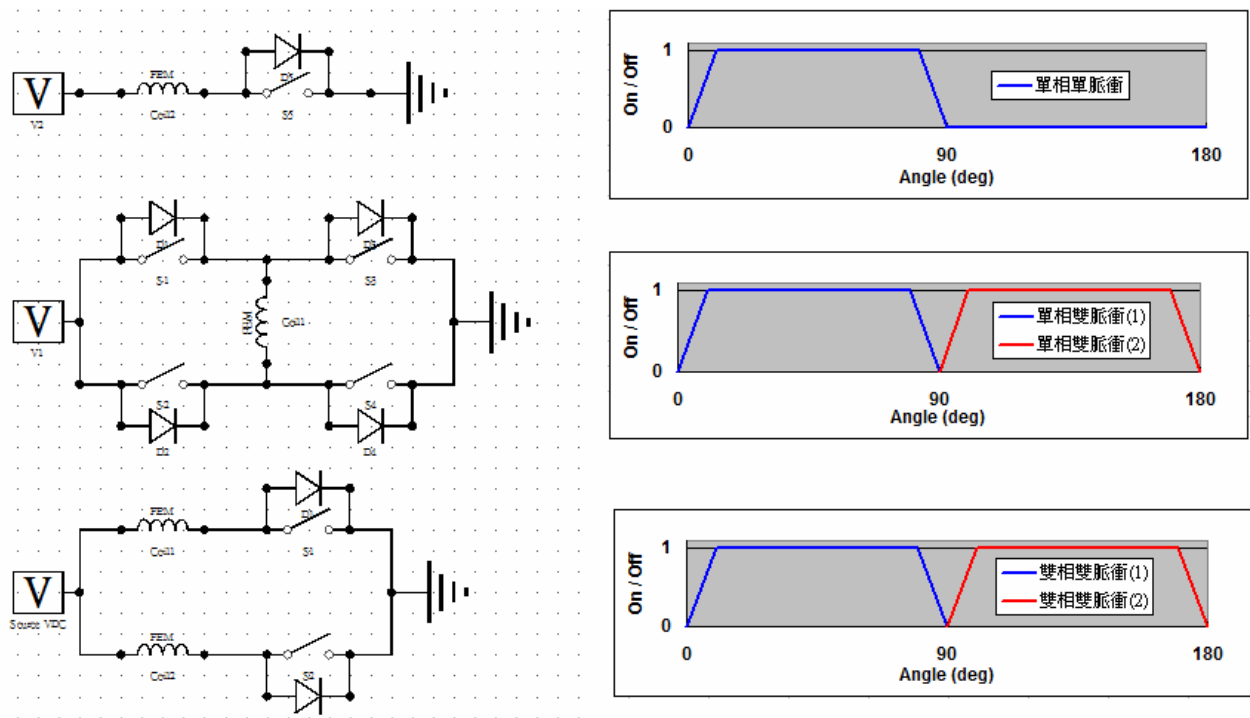 V
FEM
Coil2
V2
D5
S5
D1
S1
D3
S3
V
V1
FEM
Coil1
S2
D2
S4
D4
V
Source VDC
FEM
Coil1
S1
FEM
Coil2
On / Off
1
0
單相單脈衝
0 90 180
Angle (deg)
On / Off
1
0
單相雙脈衝(1)
單相雙脈衝(2)
0 90 180
Angle (deg)
On / Off
1
0
雙相雙脈衝(1)
雙相雙脈衝(2)
0 90 180
Angle (deg)